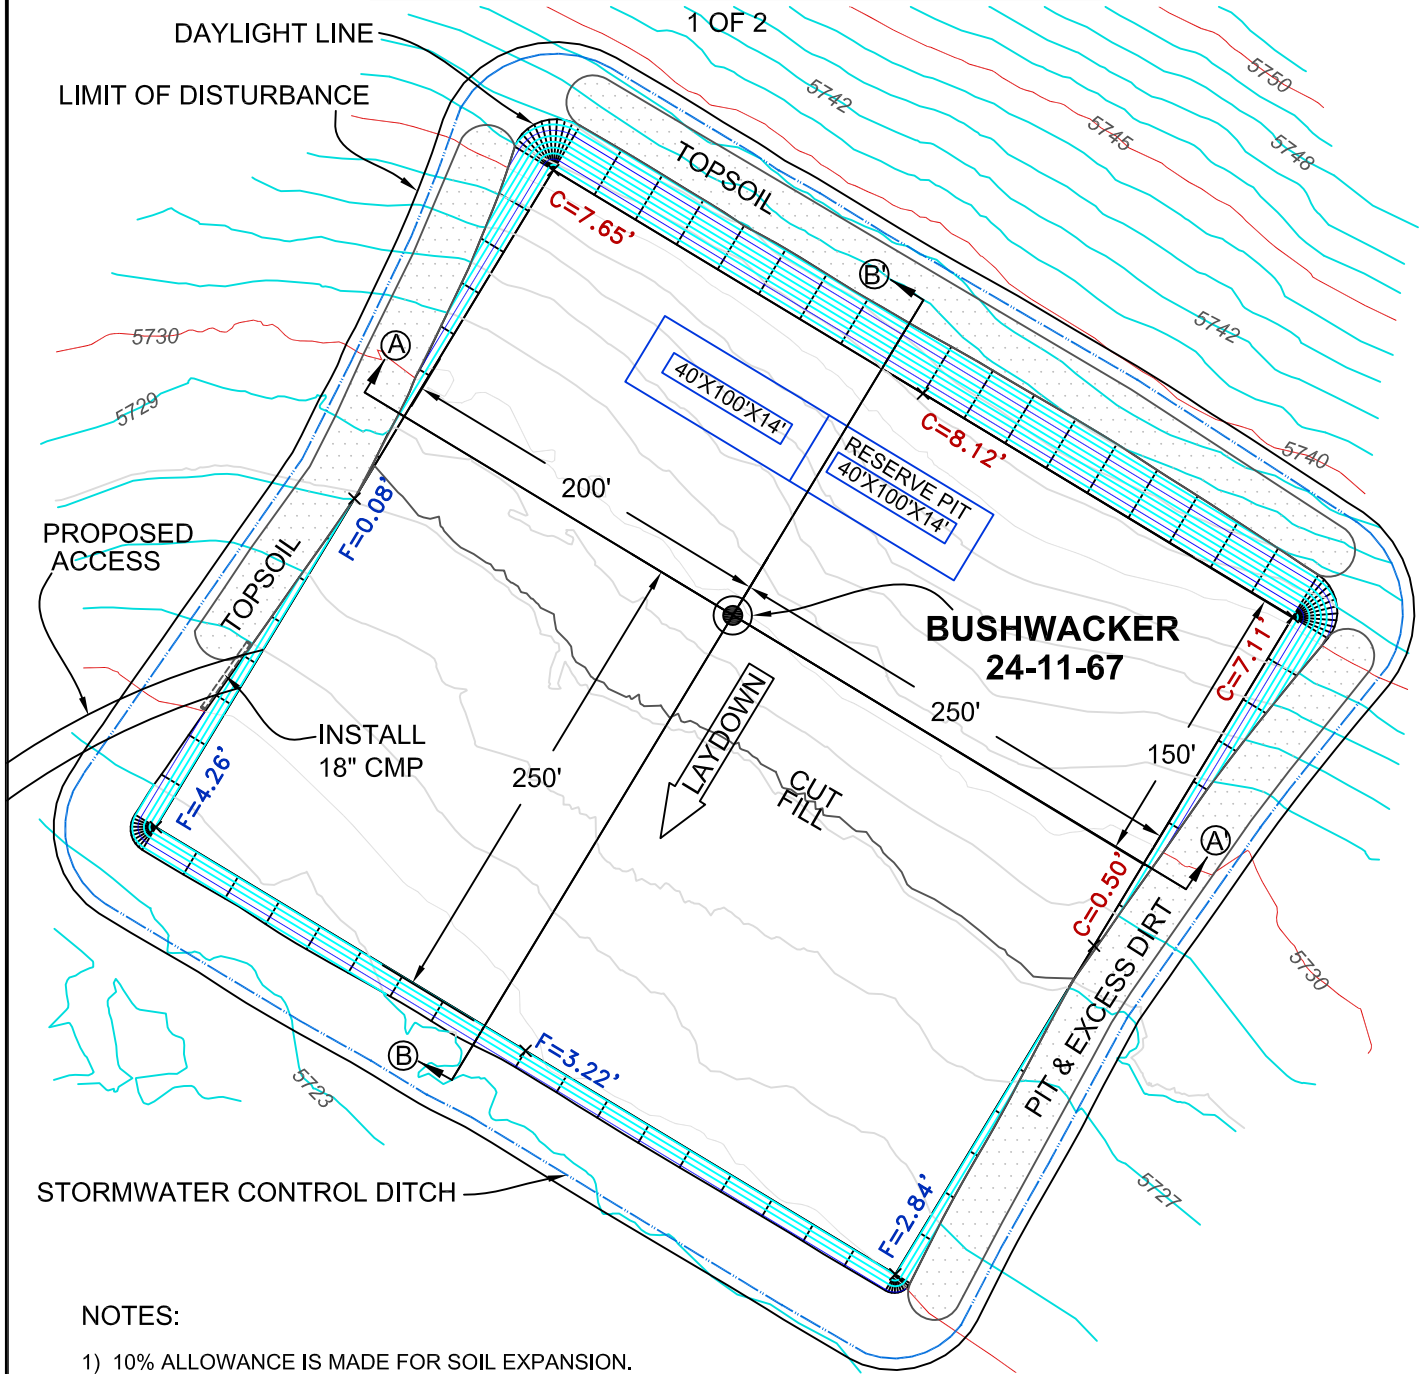 1 OF 2
DAYLIGHT LINE
LIMIT OF DISTURBANCE
5750
5742
5745
5748
TOPSOIL
C=7.65'
B'
5742
5730
A
5729
40'X100'X14'
RESERVE PIT
40'X100'X14'
C=8.12'
5740
200'
F=0.08'
PROPOSED
ACCESS
TOPSOIL
BUSHWACKER
24-11-67
C=7.11'
LAYDOWN
250'
INSTALL
18" CMP
250'
150'
F=4.26'
CUT
FILL
A'
C=0.50'
5730
PIT & EXCESS DIRT
B
F=3.22'
5723
STORMWATER CONTROL DITCH
F=2.84'
5727
NOTES:
1) 10% ALLOWANCE IS MADE FOR SOIL EXPANSION.